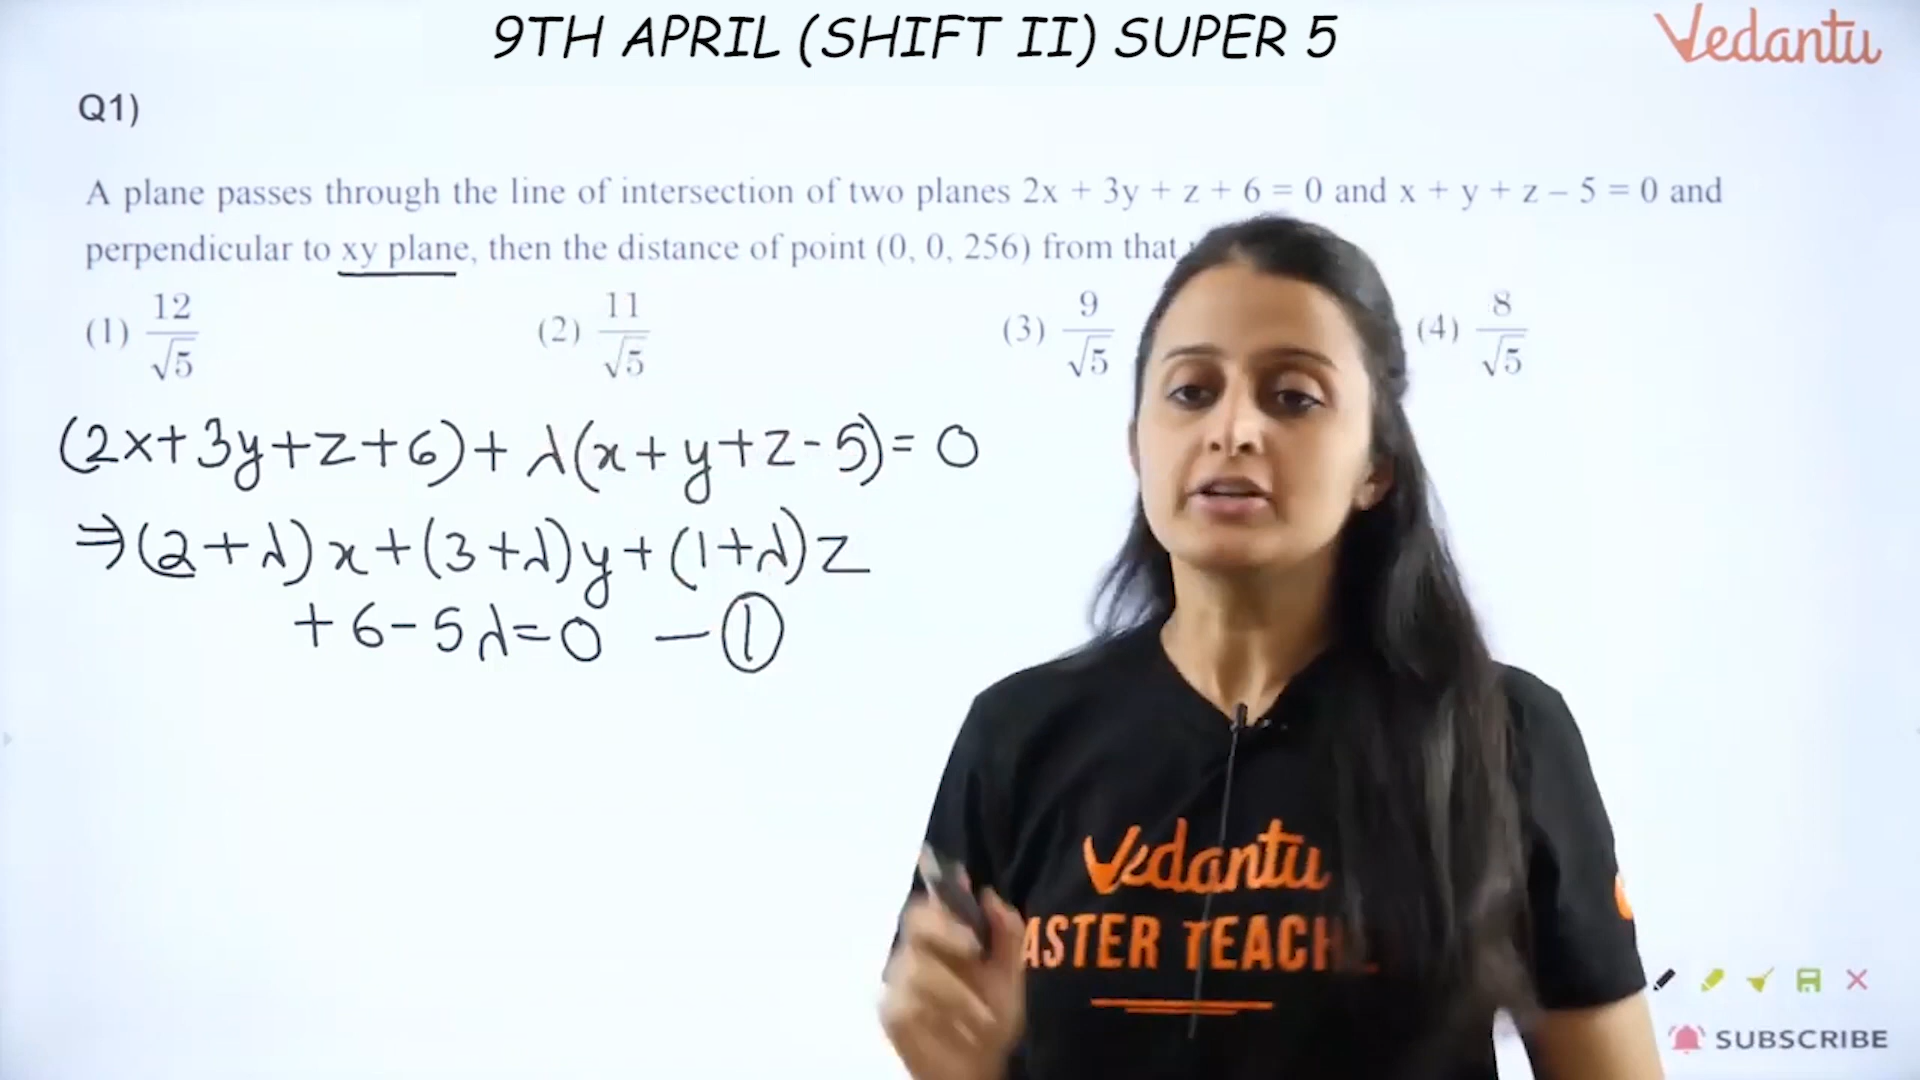 9TH APRIL (SHIFT II) SUPER 5
Vedantu
Q1)
A plane passes through the line of intersection of two planes 2x + 3y + z + 6 = 0 and x + y + z – 5 = 0 and
perpendicular to xy plane, then the distance of point (0, 0, 256) from that
(1) 12/√5 (2) 11/√5 (3) 9/√5 (4) 8/√5
(2x+3y+z+6)+ λ(x+y+z-5)= 0
⇒(2+λ)x+(3+λ)y+(1+λ)z
+6-5λ=0 — ①
Vedantu
ASTER TEACH
SUBSCRIBE